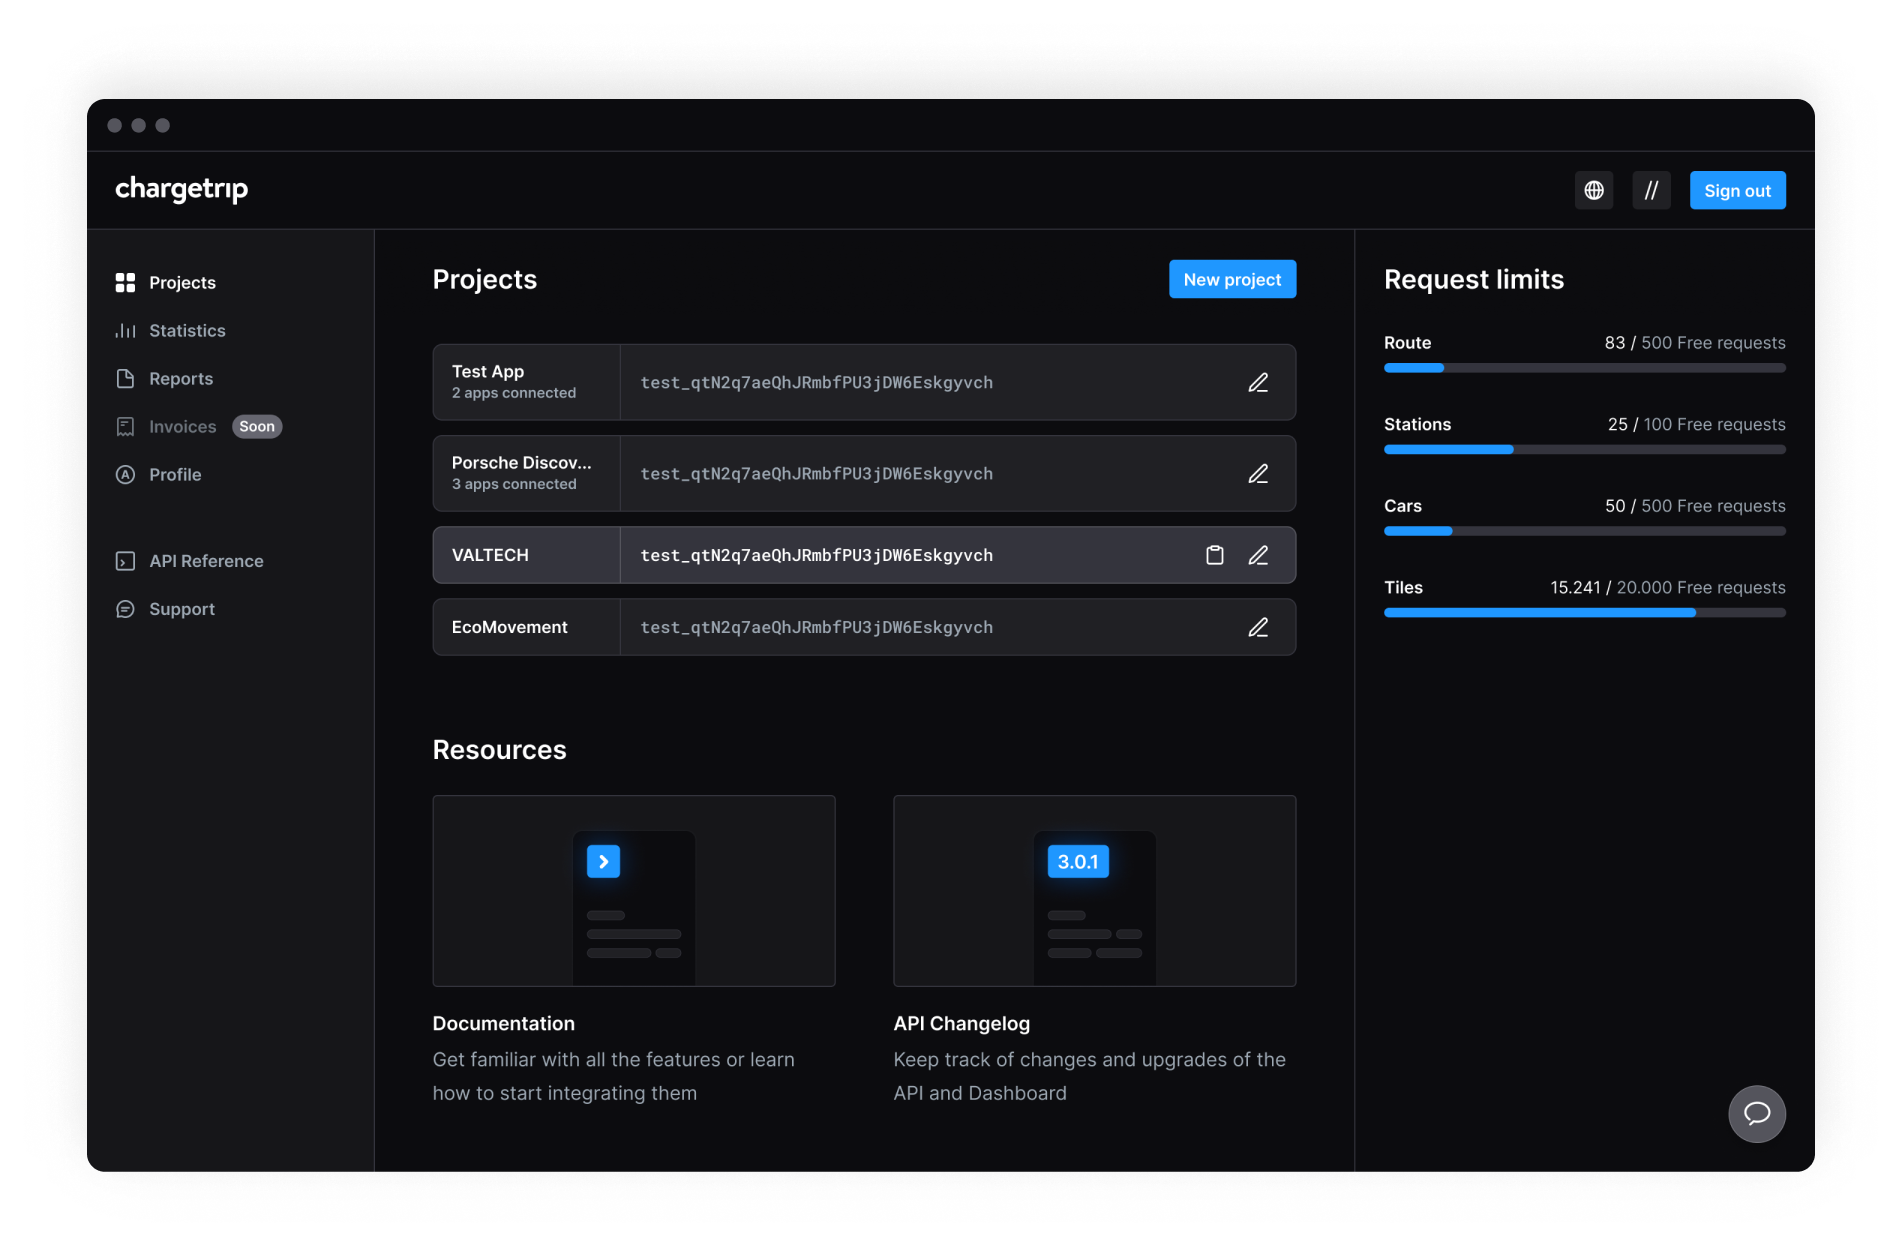 chargetrip
//
Sign out
Projects
Statistics
Reports
Invoices Soon
Profile
API Reference
Support
Projects
New project
Test App
2 apps connected
test_qtN2q7aeQhJRmbfPU3jDW6Eskgyvch
Porsche Discov...
3 apps connected
test_qtN2q7aeQhJRmbfPU3jDW6Eskgyvch
VALTECH
test_qtN2q7aeQhJRmbfPU3jDW6Eskgyvch
EcoMovement
test_qtN2q7aeQhJRmbfPU3jDW6Eskgyvch
Resources
3.0.1
Documentation
Get familiar with all the features or learn
how to start integrating them
API Changelog
Keep track of changes and upgrades of the
API and Dashboard
Request limits
Route 83 / 500 Free requests
Stations 25 / 100 Free requests
Cars 50 / 500 Free requests
Tiles 15.241 / 20.000 Free requests